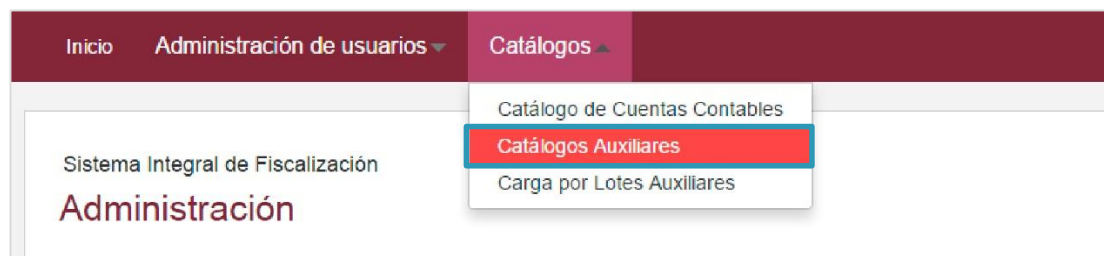 Inicio Administración de usuarios Catálogos
Catálogo de Cuentas Contables
Catálogos Auxiliares
Carga por Lotes Auxiliares
Sistema Integral de Fiscalización
Administración